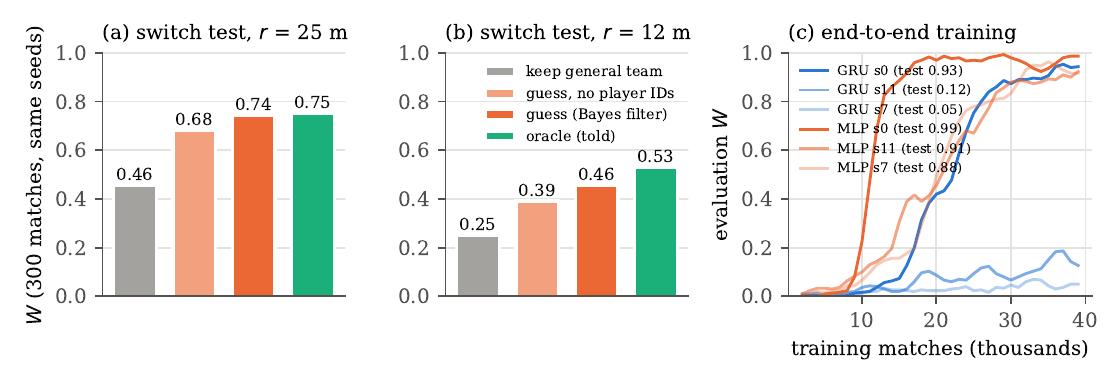 (a) switch test, r = 25 m
W (300 matches, same seeds)
1.0
0.8
0.6
0.4
0.2
0.0
0.46
0.68
0.74
0.75
(b) switch test, r = 12 m
1.0
0.8
0.6
0.4
0.2
0.0
keep general team
guess, no player IDs
guess (Bayes filter)
oracle (told)
0.25
0.39
0.46
0.53
(c) end-to-end training
evaluation W
1.0
0.8
0.6
0.4
0.2
0.0
GRU s0 (test 0.93)
GRU s11 (test 0.12)
GRU s7 (test 0.05)
MLP s0 (test 0.99)
MLP s11 (test 0.91)
MLP s7 (test 0.88)
10 20 30 40
training matches (thousands)